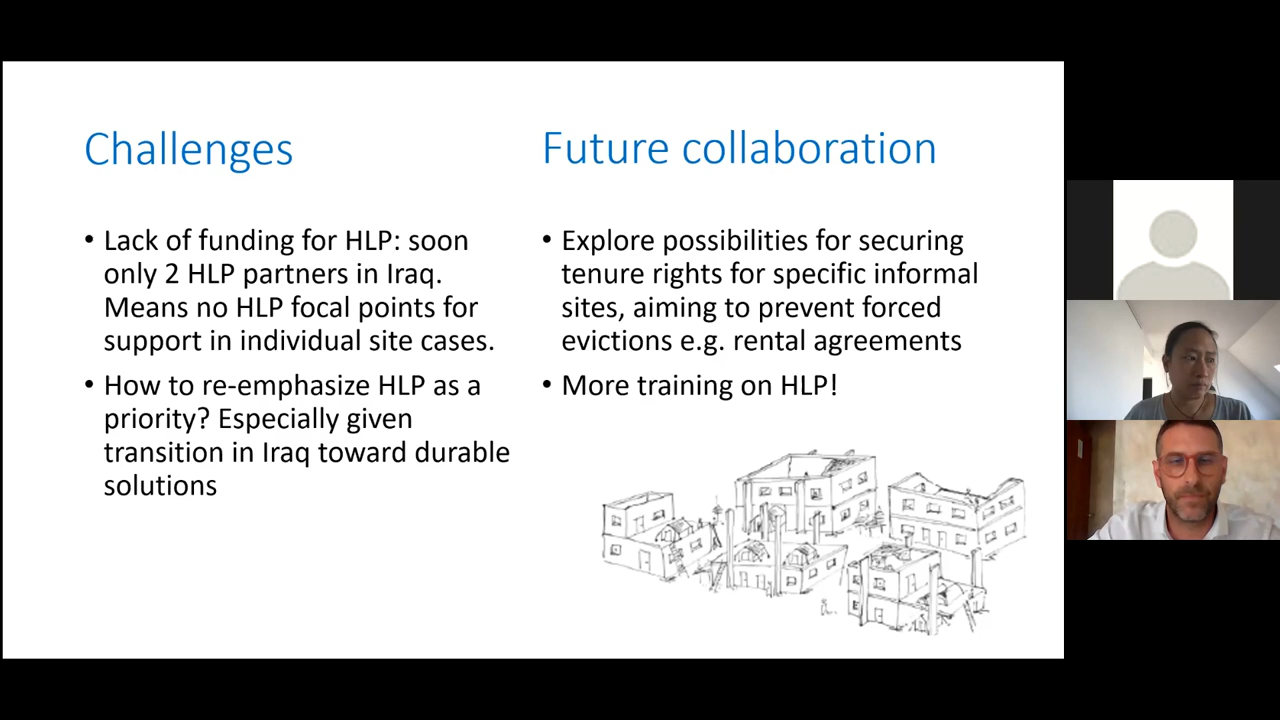 Challenges
• Lack of funding for HLP: soon
only 2 HLP partners in Iraq.
Means no HLP focal points for
support in individual site cases.
• How to re-emphasize HLP as a
priority? Especially given
transition in Iraq toward durable
solutions
Future collaboration
• Explore possibilities for securing
tenure rights for specific informal
sites, aiming to prevent forced
evictions e.g. rental agreements
• More training on HLP!